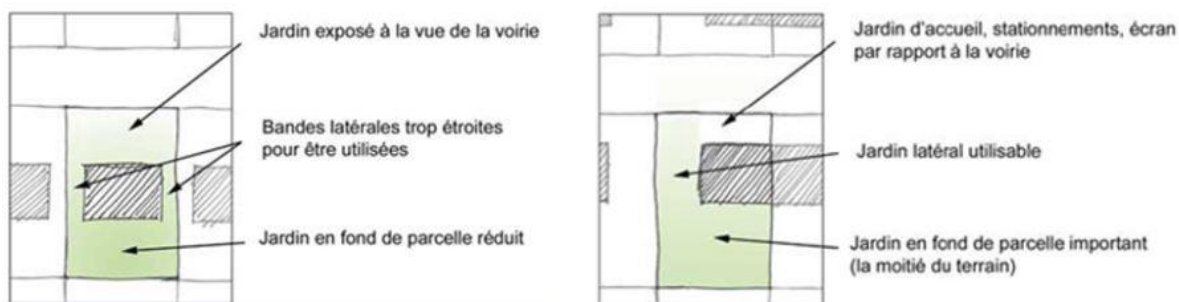 Jardin exposé à la vue de la voirie
Bandes latérales trop étroites
pour être utilisées
Jardin en fond de parcelle réduit
Jardin d'accueil, stationnements, écran
par rapport à la voirie
Jardin latéral utilisable
Jardin en fond de parcelle important
(la moitié du terrain)